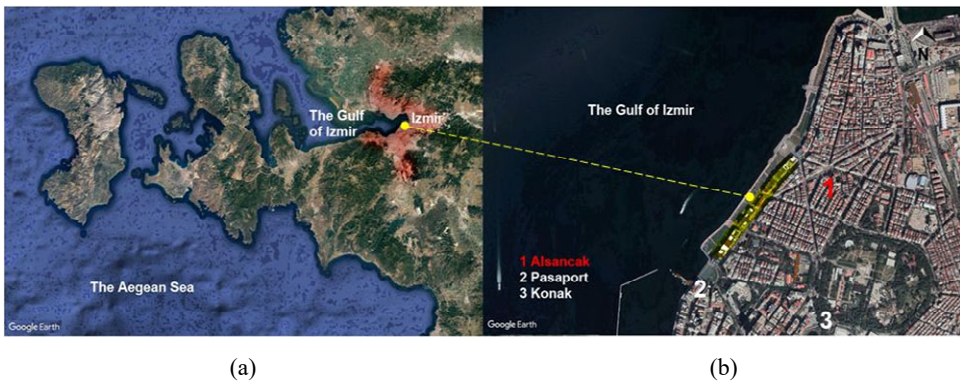 The Gulf
of Izmir
Izmir
The Aegean Sea
Google Earth
The Gulf of Izmir
N
1
1 Alsancak
2 Pasaport
3 Konak
2
3
Google Earth
(a)
(b)